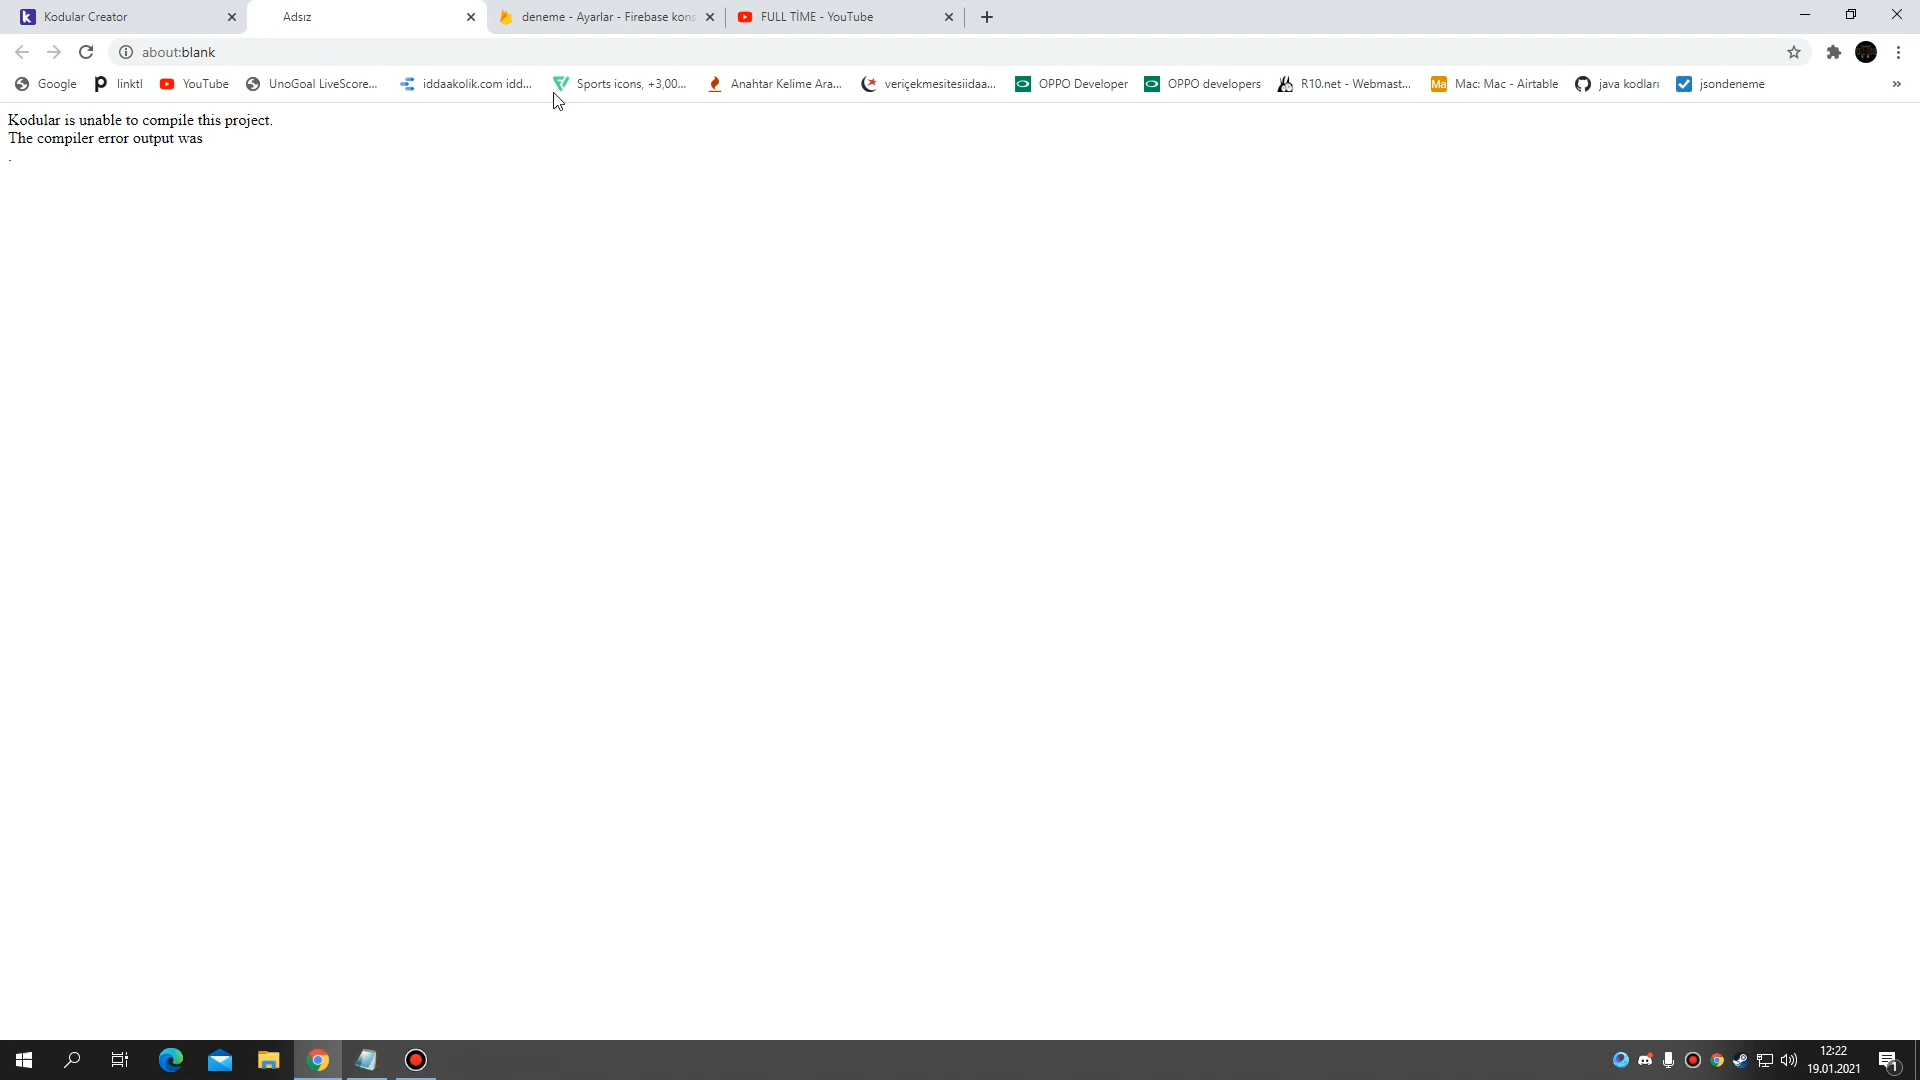 Kodular Creator
Adsız
deneme - Ayarlar - Firebase kons
FULL TİME - YouTube
about:blank
Google
linktl
YouTube
UnoGoal LiveScore...
iddaakolik.com idd...
Sports icons, +3,00...
Anahtar Kelime Ara...
veriçekmesitesiidaa...
OPPO Developer
OPPO developers
R10.net - Webmast...
Ma
Mac: Mac - Airtable
java kodları
jsondeneme
»
Kodular is unable to compile this project.
The compiler error output was
.
12:22
19.01.2021
1